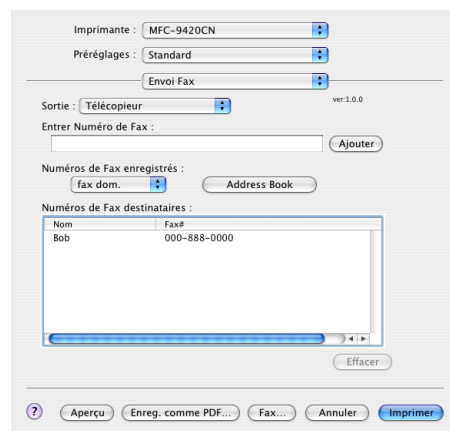 Imprimante : MFC-9420CN
Préréglages : Standard
Envoi Fax
Sortie : Télécopieur
ver:1.0.0
Entrer Numéro de Fax :
Ajouter
Numéros de Fax enregistrés :
fax dom. Address Book
Numéros de Fax destinataires :
Nom Fax#
Bob 000-888-0000
Effacer
? Aperçu Enreg. comme PDF... Fax... Annuler Imprimer